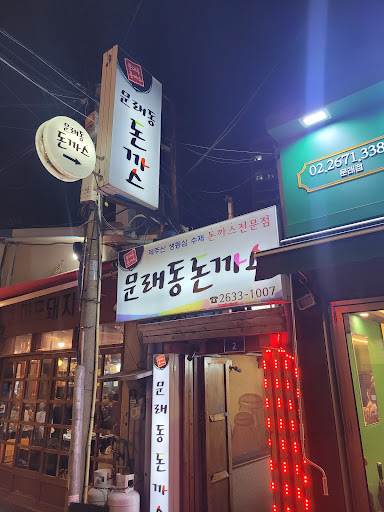 문래동
돈까스
문래동
돈까스
제주산 생등심 수제 돈까스전문점
문래동돈까스
☎2633-1007
문래동돈까스
02.2671.338
문래점
2